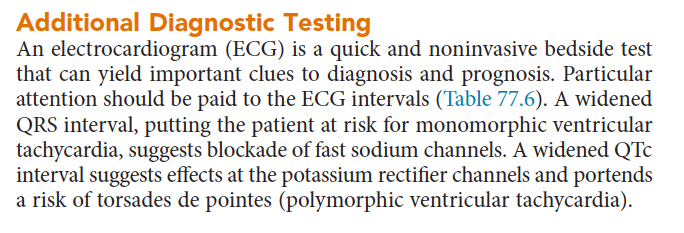 Additional Diagnostic Testing
An electrocardiogram (ECG) is a quick and noninvasive bedside test
that can yield important clues to diagnosis and prognosis. Particular
attention should be paid to the ECG intervals (Table 77.6). A widened
QRS interval, putting the patient at risk for monomorphic ventricular
tachycardia, suggests blockade of fast sodium channels. A widened QTc
interval suggests effects at the potassium rectifier channels and portends
a risk of torsades de pointes (polymorphic ventricular tachycardia).